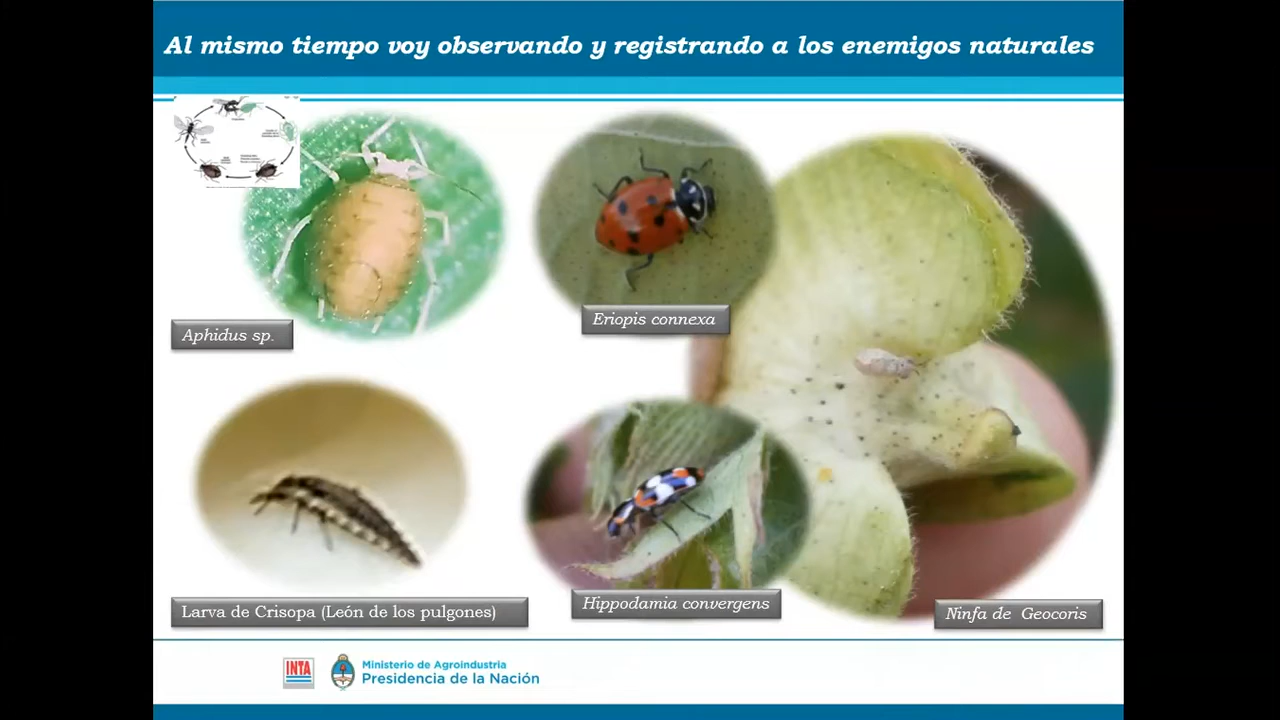 Al mismo tiempo voy observando y registrando a los enemigos naturales
Aphidus sp.
Eriopis connexa
Larva de Crisopa (León de los pulgones)
Hippodamia convergens
Ninfa de Geocoris
INTA
Ministerio de Agroindustria
Presidencia de la Nación